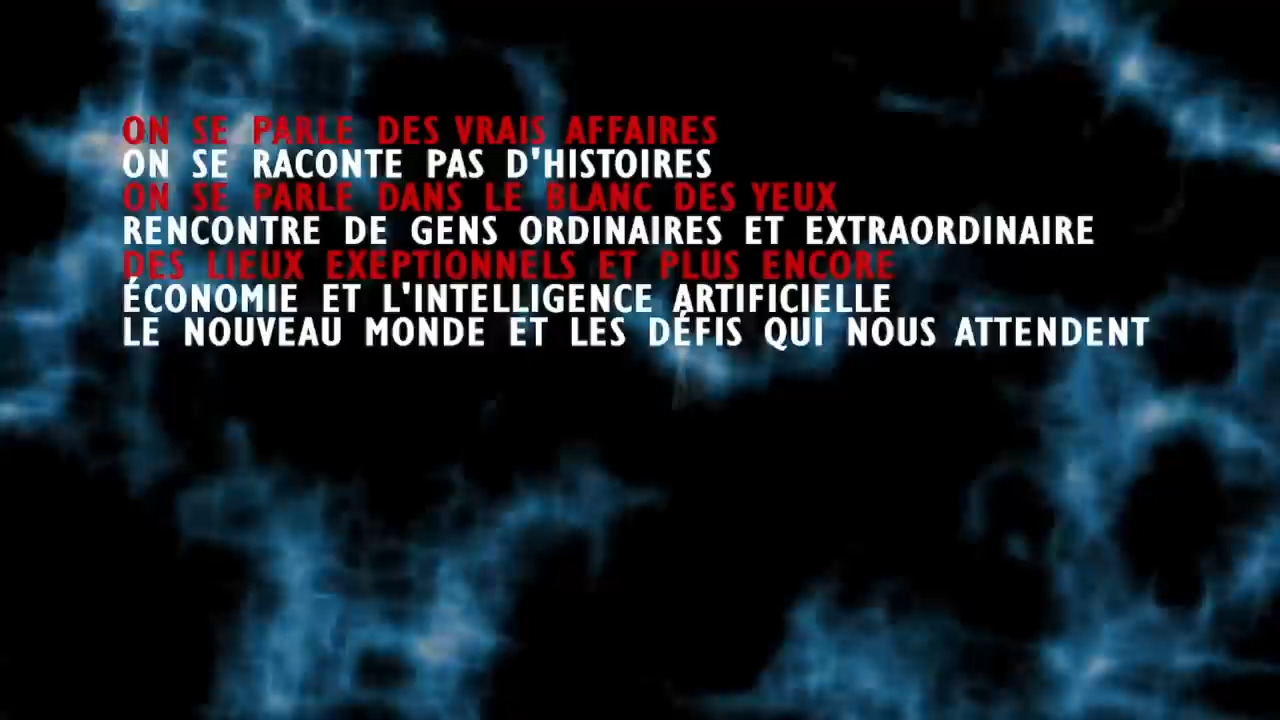 ON SE PARLE DES VRAIS AFFAIRES
ON SE RACONTE PAS D'HISTOIRES
ON SE PARLE DANS LE BLANC DES YEUX
RENCONTRE DE GENS ORDINAIRES ET EXTRAORDINAIRE
DES LIEUX EXEPTIONNELS ET PLUS ENCORE
ÉCONOMIE ET L'INTELLIGENCE ARTIFICIELLE
LE NOUVEAU MONDE ET LES DÉFIS QUI NOUS ATTENDENT